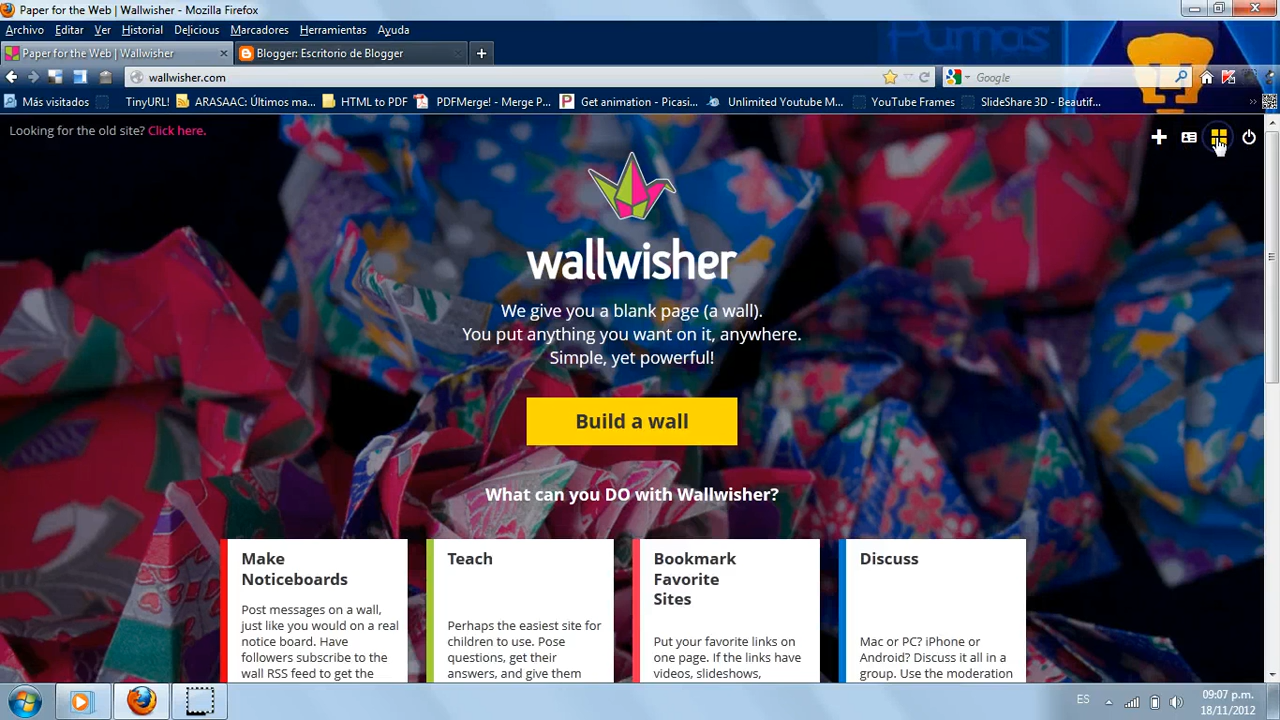 Paper for the Web | Wallwisher - Mozilla Firefox
Archivo Editar Ver Historial Delicious Marcadores Herramientas Ayuda
Pumas
Paper for the Web | Wallwisher × Blogger: Escritorio de Blogger × +
wallwisher.com Google
Más visitados TinyURL! ARASAAC: Últimos ma... HTML to PDF PDFMerge! - Merge P... Get animation - Picasi... Unlimited Youtube M... YouTube Frames SlideShare 3D - Beautif... »
Looking for the old site? Click here.
wallwisher
We give you a blank page (a wall).
You put anything you want on it, anywhere.
Simple, yet powerful!
Build a wall
What can you DO with Wallwisher?
Make
Noticeboards
Post messages on a wall,
just like you would on a real
notice board. Have
followers subscribe to the
wall RSS feed to get the
Teach
Perhaps the easiest site for
children to use. Pose
questions, get their
answers, and give them
Bookmark
Favorite
Sites
Put your favorite links on
one page. If the links have
videos, slideshows,
Discuss
Mac or PC? iPhone or
Android? Discuss it all in a
group. Use the moderation
ES
09:07 p.m.
18/11/2012